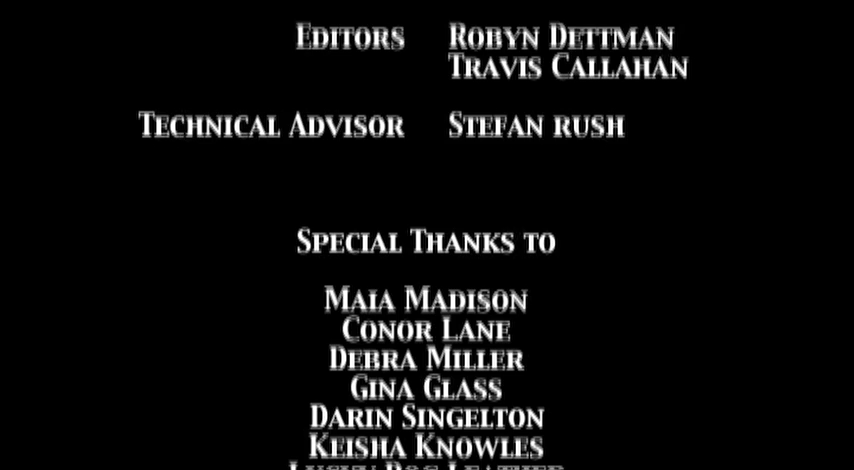 Editors Robyn Dettman
Travis Callahan
Technical Advisor Stefan rush
Special Thanks to
Maia Madison
Conor Lane
Debra Miller
Gina Glass
Darin Singelton
Keisha Knowles